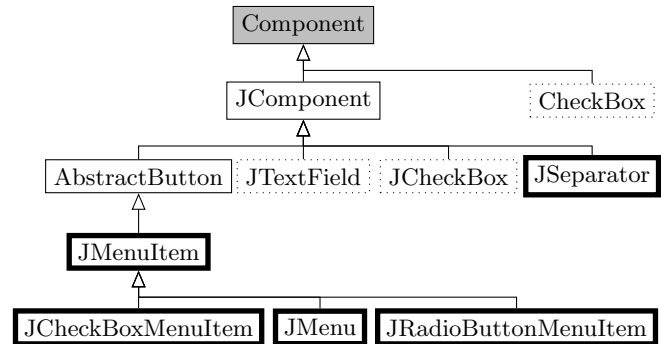 Component
JComponent
CheckBox
AbstractButton
JTextField
JCheckBox
JSeparator
JMenuItem
JCheckBoxMenuItem
JMenu
JRadioButtonMenuItem